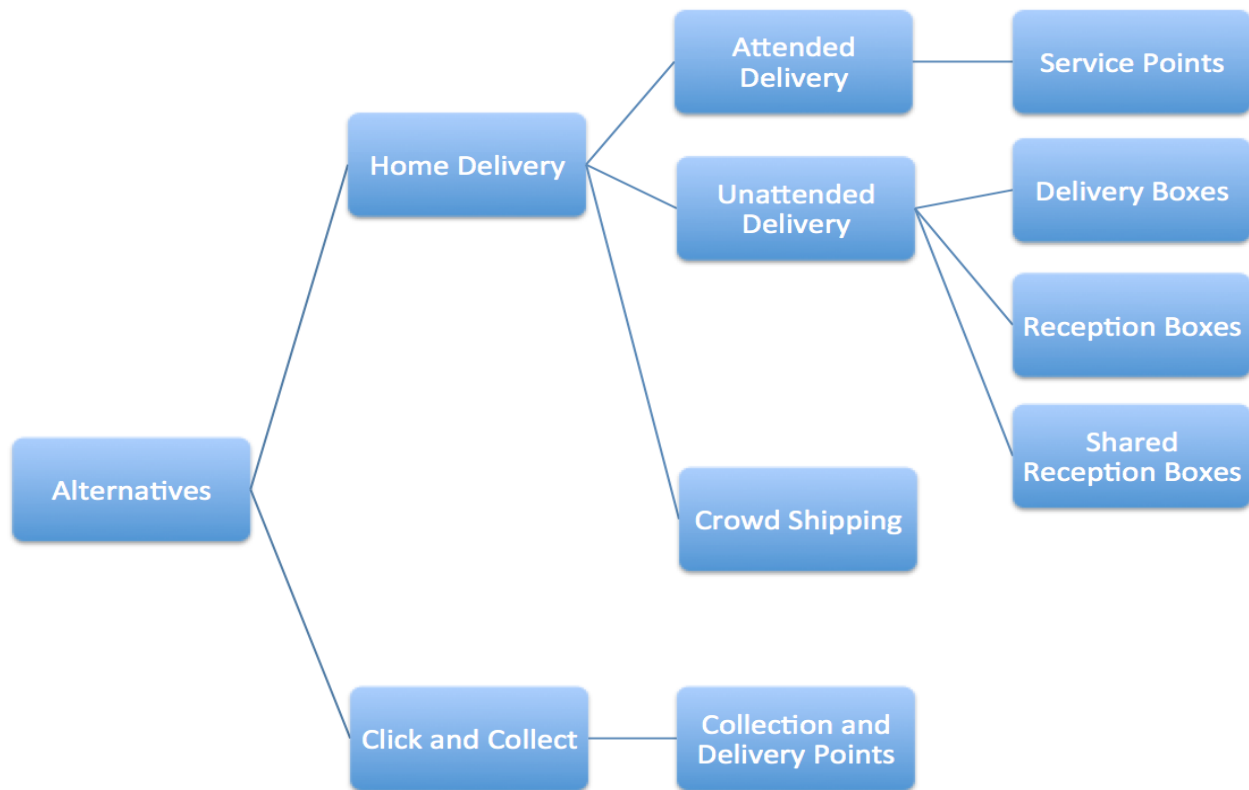 Attended
Delivery
Service Points
Home Delivery
Unattended
Delivery
Delivery Boxes
Reception Boxes
Shared
Reception Boxes
Alternatives
Crowd Shipping
Click and Collect
Collection and
Delivery Points